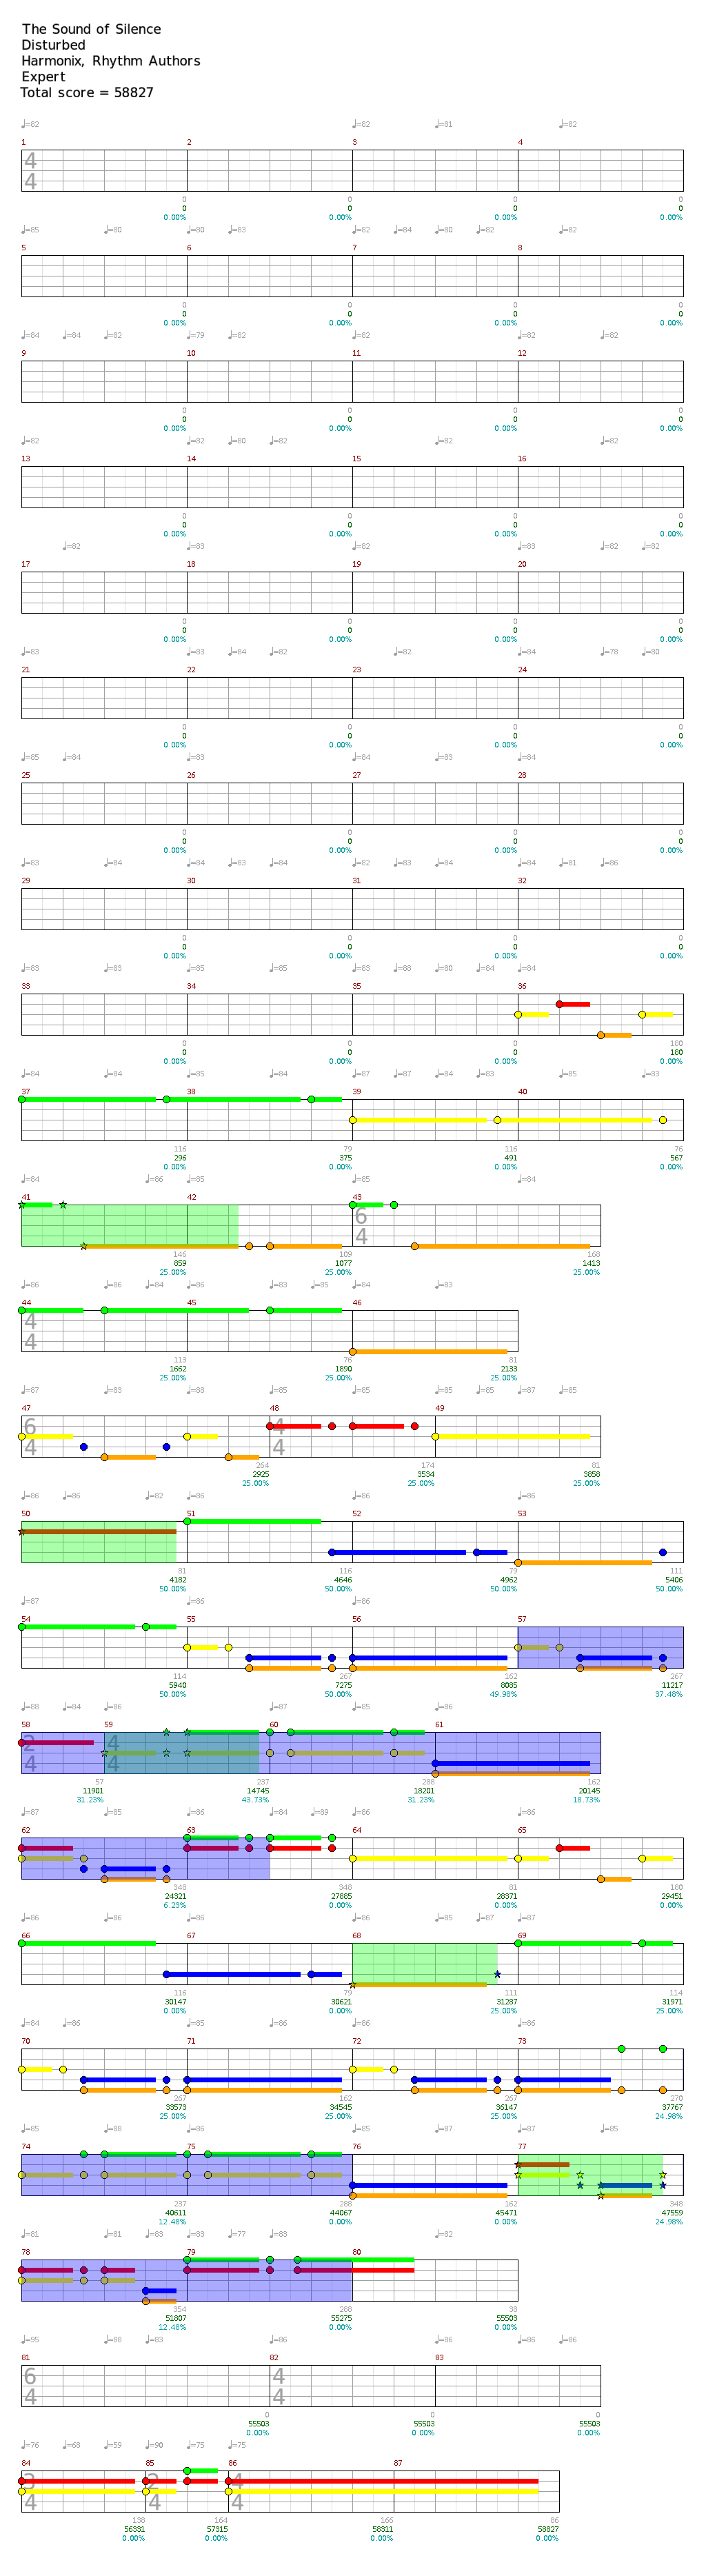 The Sound of Silence
Disturbed
Harmonix, Rhythm Authors
Expert
Total score = 58827
♩=82 ♩=82 ♩=81 ♩=82
1 2 3 4
4
4
0 0 0 0
0 0 0 0
0.00% 0.00% 0.00% 0.00%
♩=85 ♩=80 ♩=80 ♩=83 ♩=82 ♩=84 ♩=80 ♩=82 ♩=82
5 6 7 8
0 0 0 0
0 0 0 0
0.00% 0.00% 0.00% 0.00%
♩=84 ♩=84 ♩=82 ♩=79 ♩=82 ♩=82 ♩=82 ♩=82
9 10 11 12
0 0 0 0
0 0 0 0
0.00% 0.00% 0.00% 0.00%
♩=82 ♩=82 ♩=80 ♩=82 ♩=82 ♩=82
13 14 15 16
0 0 0 0
0 0 0 0
0.00% 0.00% 0.00% 0.00%
♩=82 ♩=83 ♩=82 ♩=83 ♩=82 ♩=82
17 18 19 20
0 0 0 0
0 0 0 0
0.00% 0.00% 0.00% 0.00%
♩=83 ♩=83 ♩=84 ♩=82 ♩=82 ♩=84 ♩=78 ♩=80
21 22 23 24
0 0 0 0
0 0 0 0
0.00% 0.00% 0.00% 0.00%
♩=85 ♩=84 ♩=83 ♩=84 ♩=83 ♩=84
25 26 27 28
0 0 0 0
0 0 0 0
0.00% 0.00% 0.00% 0.00%
♩=83 ♩=84 ♩=84 ♩=83 ♩=84 ♩=82 ♩=83 ♩=84 ♩=84 ♩=81 ♩=86
29 30 31 32
0 0 0 0
0 0 0 0
0.00% 0.00% 0.00% 0.00%
♩=83 ♩=83 ♩=85 ♩=85 ♩=83 ♩=88 ♩=80 ♩=84 ♩=84
33 34 35 36
0 0 0 180
0 0 0 180
0.00% 0.00% 0.00% 0.00%
♩=84 ♩=84 ♩=85 ♩=84 ♩=87 ♩=87 ♩=84 ♩=83 ♩=85 ♩=83
37 38 39 40
116 79 116 76
296 375 491 567
0.00% 0.00% 0.00% 0.00%
♩=84 ♩=86 ♩=85 ♩=85 ♩=84
41 42 43
6
4
146 109 168
859 1077 1413
25.00% 25.00% 25.00%
♩=86 ♩=86 ♩=84 ♩=86 ♩=83 ♩=85 ♩=84 ♩=83
44 45 46
4
4
113 76 81
1662 1890 2133
25.00% 25.00% 25.00%
♩=87 ♩=83 ♩=88 ♩=85 ♩=85 ♩=85 ♩=85 ♩=87 ♩=85
47 48 49
6 4
4 4
264 174 81
2925 3534 3858
25.00% 25.00% 25.00%
♩=86 ♩=86 ♩=82 ♩=86 ♩=86 ♩=86
50 51 52 53
81 116 79 111
4182 4646 4962 5406
50.00% 50.00% 50.00% 50.00%
♩=87 ♩=86 ♩=86
54 55 56 57
114 267 162 267
5940 7275 8085 11217
50.00% 50.00% 49.98% 37.48%
♩=88 ♩=84 ♩=86 ♩=87 ♩=85 ♩=86
58 59 60 61
2 4
4 4
57 237 288 162
11901 14745 18201 20145
31.23% 43.73% 31.23% 18.73%
♩=87 ♩=85 ♩=86 ♩=84 ♩=89 ♩=86 ♩=86
62 63 64 65
348 348 81 180
24321 27885 28371 29451
6.23% 0.00% 0.00% 0.00%
♩=86 ♩=86 ♩=86 ♩=86 ♩=85 ♩=87 ♩=87
66 67 68 69
116 79 111 114
30147 30621 31287 31971
0.00% 0.00% 25.00% 25.00%
♩=84 ♩=86 ♩=85 ♩=86 ♩=86 ♩=86
70 71 72 73
267 162 267 270
33573 34545 36147 37767
25.00% 25.00% 25.00% 24.98%
♩=85 ♩=88 ♩=86 ♩=85 ♩=87 ♩=87 ♩=85
74 75 76 77
237 288 162 348
40611 44067 45471 47559
12.48% 0.00% 0.00% 24.98%
♩=81 ♩=81 ♩=83 ♩=83 ♩=77 ♩=83 ♩=82
78 79 80
354 288 38
51807 55275 55503
12.48% 0.00% 0.00%
♩=95 ♩=88 ♩=83 ♩=86 ♩=86 ♩=86 ♩=86
81 82 83
6 4
4 4
0 0 0
55503 55503 55503
0.00% 0.00% 0.00%
♩=76 ♩=68 ♩=59 ♩=90 ♩=75 ♩=75
84 85 86 87
3 2 4
4 4 4
138 164 166 86
56331 57315 58311 58827
0.00% 0.00% 0.00% 0.00%